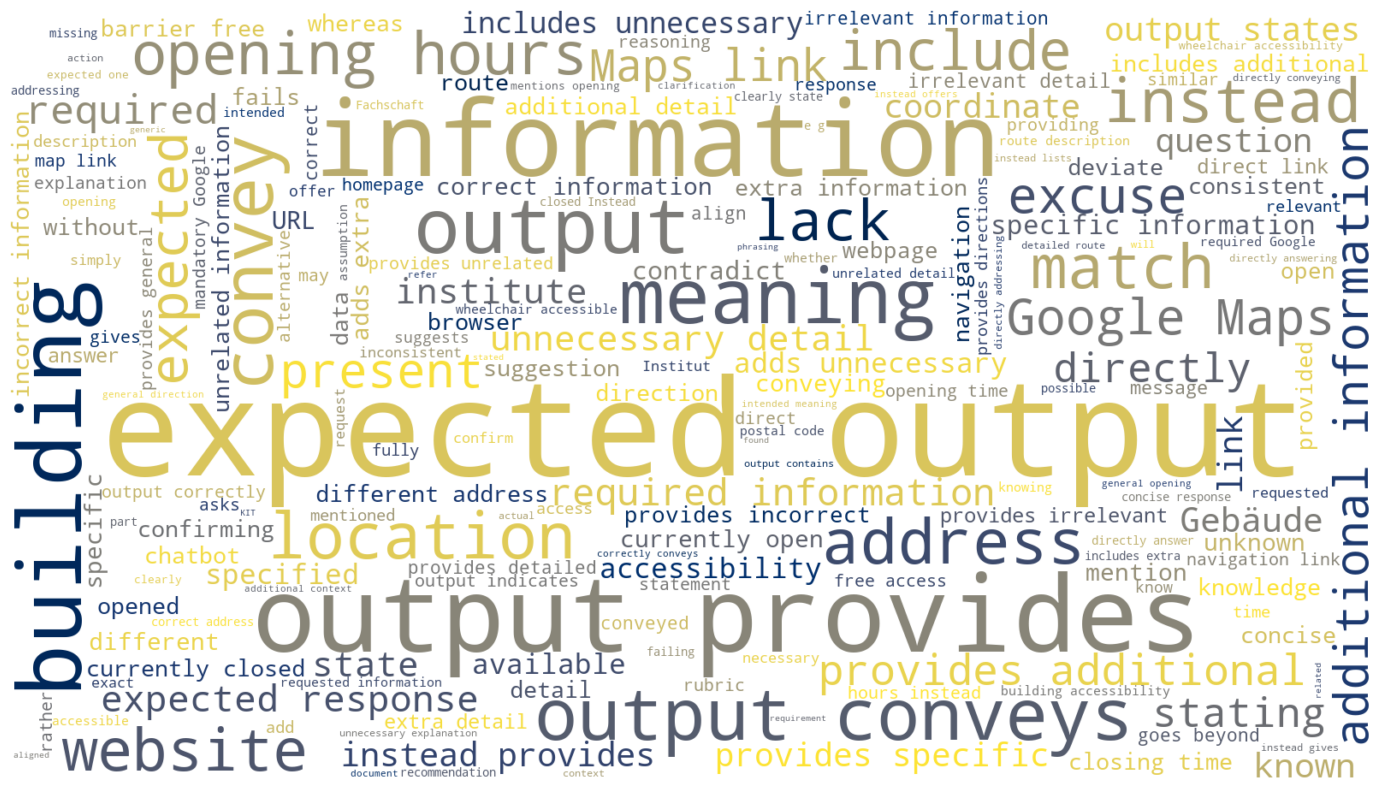 missing
barrier free
whereas
includes unnecessary
irrelevant information
output states
action
expected one
opening hours
reasoning
Maps link
include
wheelchair accessibility
includes additional
addressing
required
fails
route
mentions opening
clarification
response
irrelevant detail
similar
directly conveying
generic
intended
Fachschaft
additional detail
clearly state
instead offers
coordinate
instead
description
correct
information
e g
providing
route description
instead lists
question
map link
expected
convey
offer
homepage
correct information
extra information
deviate
direct link
explanation
mandatory Google
unrelated information
URL
closed Instead
output
align
lack
excuse
consistent
relevant
opening
without
incorrect information
provides general
alternative
assumption
adds extra
phrasing
webpage
navigation
provides directions
specific information
detailed route
will
required Google
directly answering
simply
may
refer
provides unrelated
whether
contradict
unrelated detail
directly addressing
match
open
building
data
institute
wheelchair accessible
meaning
Google Maps
gives
browser
answer
suggests
inconsistent
stated
unnecessary detail
adds unnecessary
directly
provided
additional information
present
suggestion
Institut
general direction
request
direction
conveying
intended meaning
opening time
possible
message
expected output
confirm
direct
postal code
found
fully
link
output contains
general opening
specific
output correctly
asks
KIT
different address
required information
knowing
concise response
requested
part
confirming
mentioned
actual
access
provides incorrect
provides irrelevant
Gebäude
location
currently open
address
directly answer
unknown
chatbot
correctly conveys
includes extra
navigation link
clearly
specified
provides detailed
output indicates
accessibility
statement
free access
mention
know
knowledge
additional context
opened
correct address
output provides
conveyed
time
concise
different
failing
necessary
currently closed
state
available
provides additional
related
exact
requested information
rubric
hours instead
building accessibility
rather
expected response
detail
output conveys
stating
accessible
add
extra detail
requirement
goes beyond
aligned
website
unnecessary explanation
instead provides
provides specific
closing time
instead gives
document
recommendation
context
known